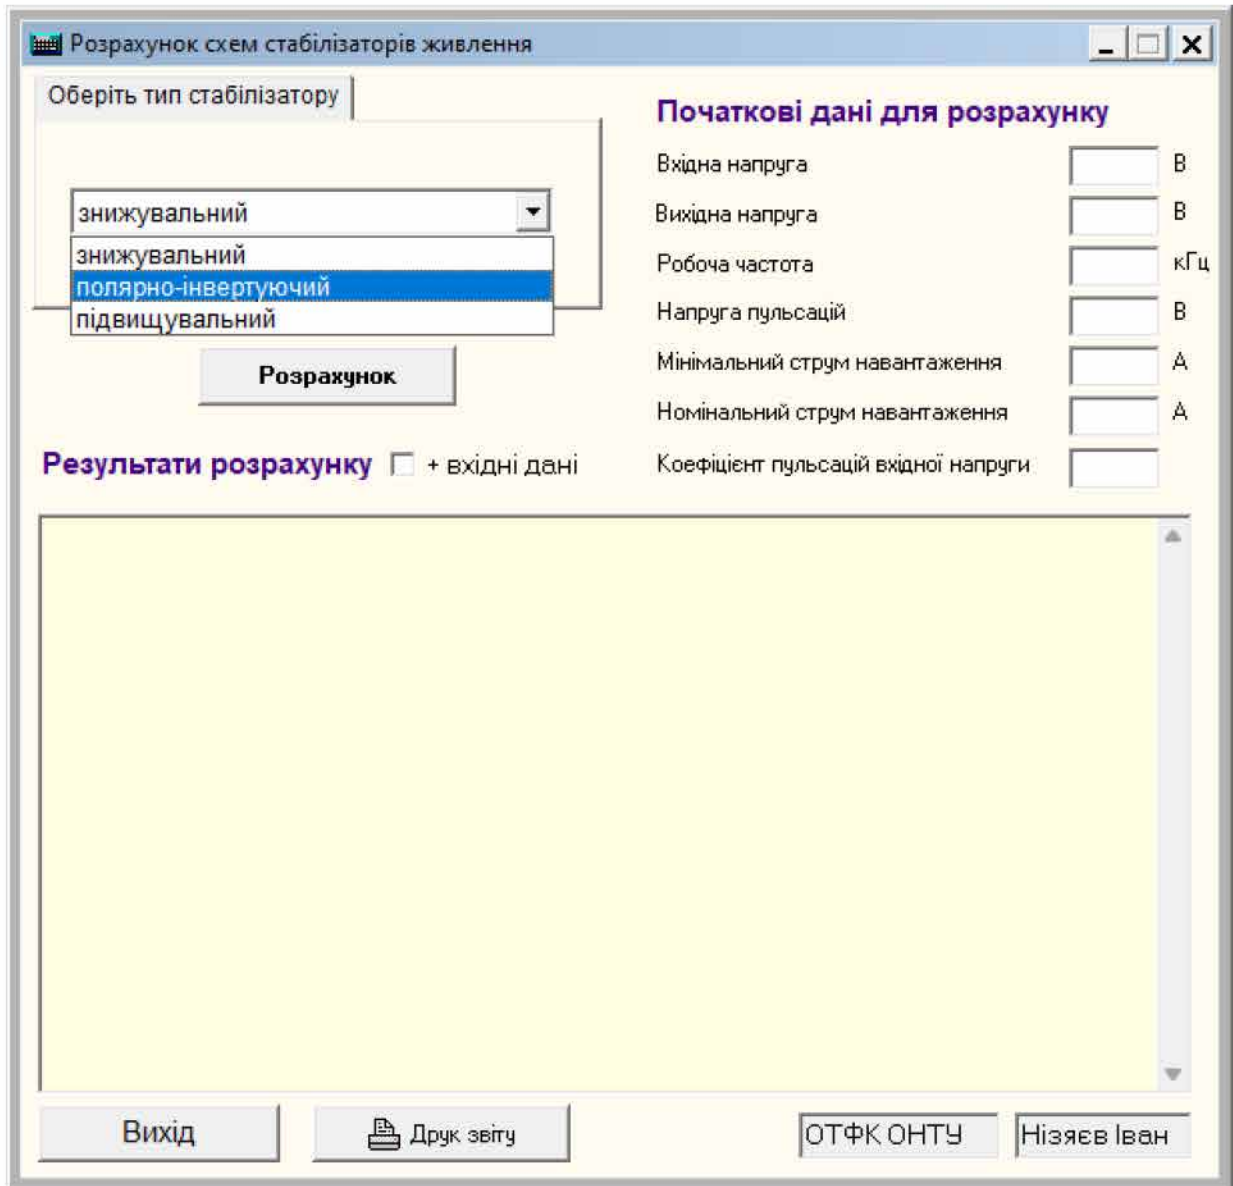 Розрахунок схем стабілізаторів живлення
Оберіть тип стабілізатору
знижувальний
знижувальний
полярно-інвертуючий
підвищувальний
Розрахунок
Початкові дані для розрахунку
Вхідна напруга В
Вихідна напруга В
Робоча частота кГц
Напруга пульсацій В
Мінімальний струм навантаження А
Номінальний струм навантаження А
Коефіцієнт пульсацій вхідної напруги
Результати розрахунку + вхідні дані
Вихід
Друк звіту
ОТФК ОНТУ
Нізяєв Іван